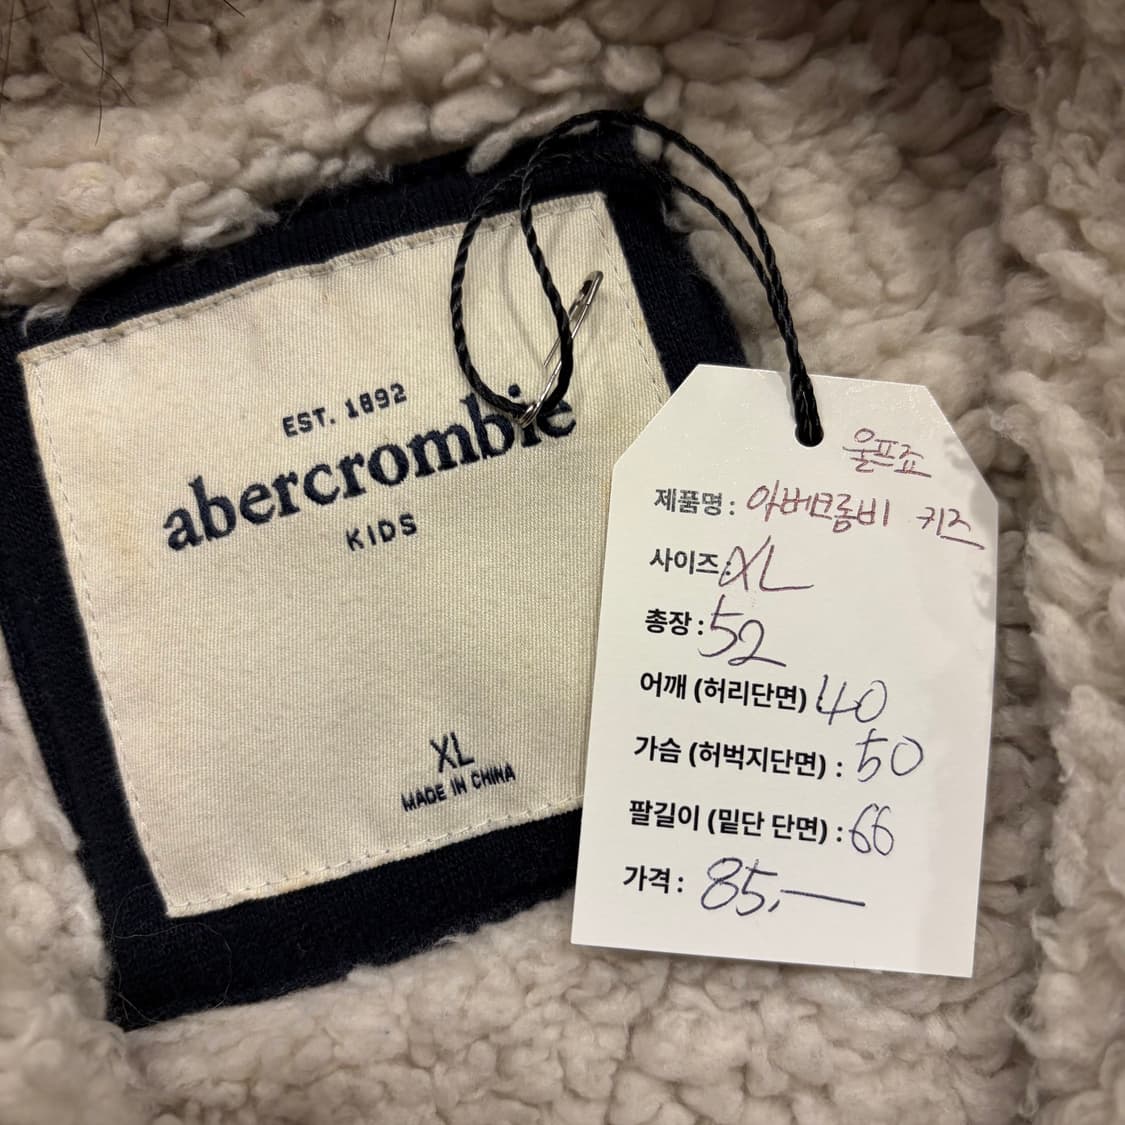 EST. 1892
abercrombie
KIDS
XL
MADE IN CHINA
울프죠
제품명 : 아베크롬비 키즈
사이즈 : XL
총장 : 52
어깨 (허리단면) 40
가슴 (허벅지단면) : 50
팔길이 (밑단 단면) : 66
가격 : 85,—